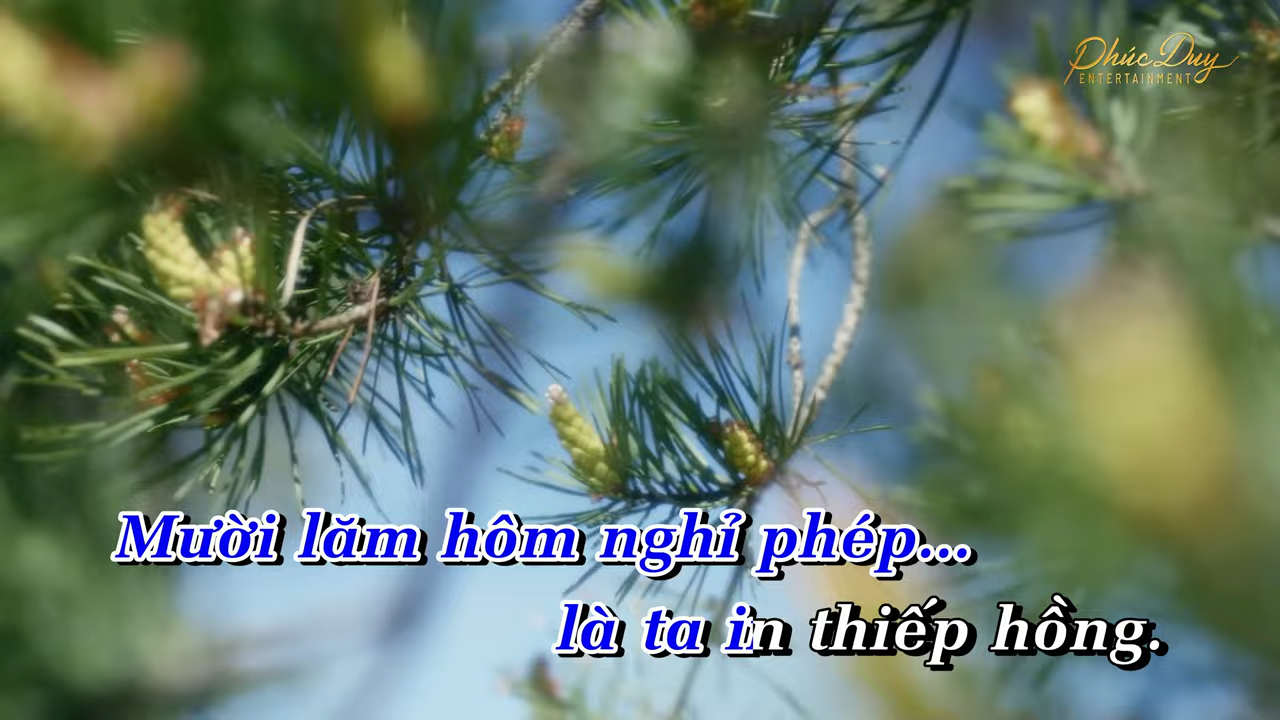 Phúc Duy
ENTERTAINMENT
Mười lăm hôm nghỉ phép...
là ta in thiếp hồng.